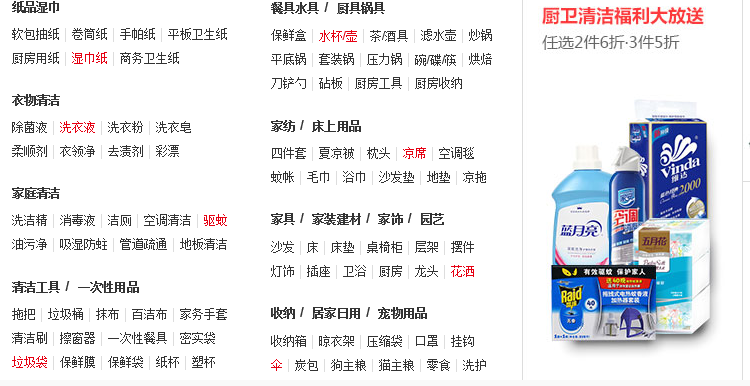 纸品湿巾
软包抽纸 卷筒纸 手帕纸 平板卫生纸
厨房用纸 湿巾纸 商务卫生纸
衣物清洁
除菌液 洗衣液 洗衣粉 洗衣皂
柔顺剂 衣领净 去渍剂 彩漂
家庭清洁
洗洁精 消毒液 洁厕 空调清洁 驱蚊
油污净 吸湿防蛀 管道疏通 地板清洁
清洁工具 / 一次性用品
拖把 垃圾桶 抹布 百洁布 家务手套
清洁刷 擦窗器 一次性餐具 密实袋
垃圾袋 保鲜膜 保鲜袋 纸杯 塑杯
餐具水具 / 厨具锅具
保鲜盒 水杯/壶 茶/酒具 滤水壶 炒锅
平底锅 套装锅 压力锅 碗/碟/筷 烘焙
刀铲勺 砧板 厨房工具 厨房收纳
家纺 / 床上用品
四件套 夏凉被 枕头 凉席 空调毯
蚊帐 毛巾 浴巾 沙发垫 地垫 凉拖
家具 / 家装建材 / 家饰 / 园艺
沙发 床 床垫 桌椅柜 层架 摆件
灯饰 插座 卫浴 厨房 龙头 花洒
收纳 / 居家日用 / 宠物用品
收纳箱 晾衣架 压缩袋 口罩 挂钩
伞 炭包 狗主粮 猫主粮 零食 洗护
厨卫清洁福利大放送
任选2件6折·3件5折
Vinda
维达
2000
蓝月亮
空调
五月花
有效驱蚊 保护家人
Raid
拖线式电热蚊香液
加热器套装